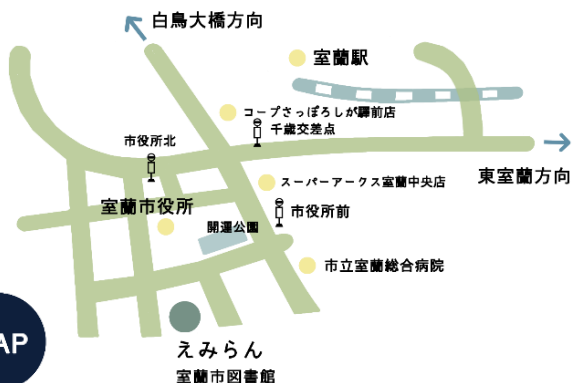 白鳥大橋方向
室蘭駅
コープさっぽろしが驛前店
千歳交差点
市役所北
東室蘭方向
スーパーアークス室蘭中央店
室蘭市役所
市役所前
開運公園
市立室蘭総合病院
AP
えみらん
室蘭市図書館